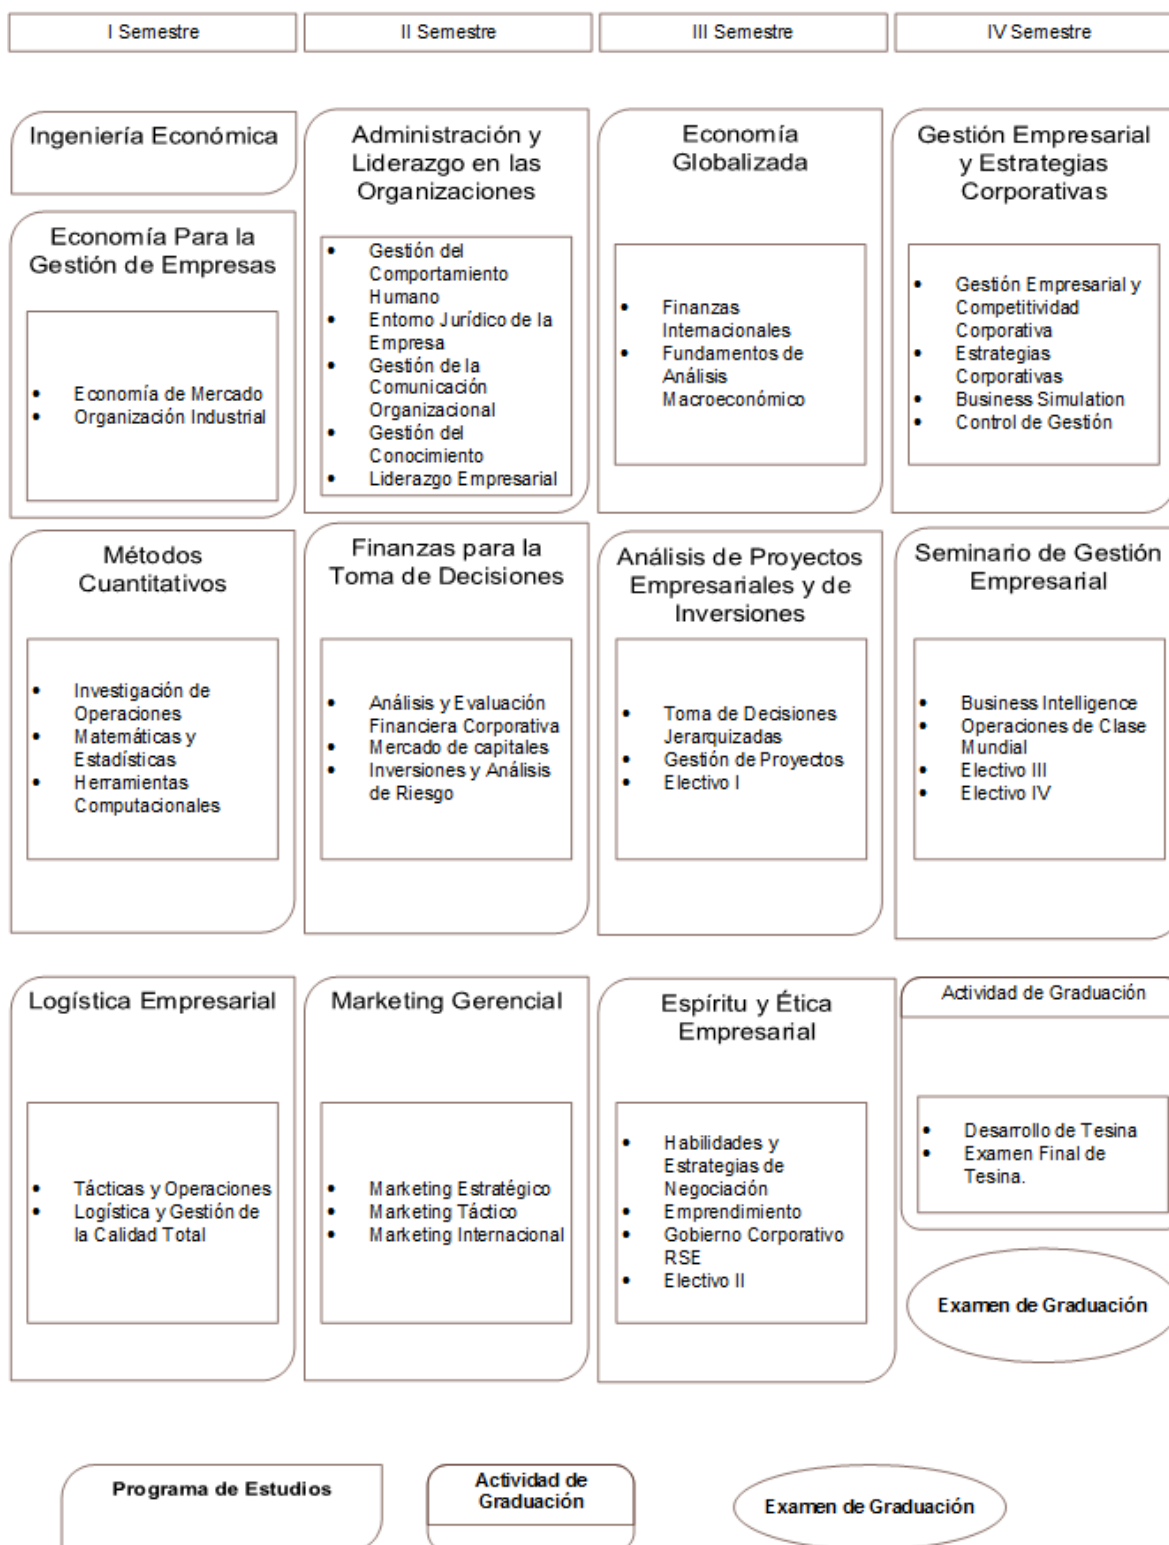 I Semestre
II Semestre
III Semestre
IV Semestre
Ingeniería Económica
Economía Para la
Gestión de Empresas
• Economía de Mercado
• Organización Industrial
Administración y
Liderazgo en las
Organizaciones
• Gestión del
Comportamiento
Humano
• Entorno Jurídico de la
Empresa
• Gestión de la
Comunicación
Organizacional
• Gestión del
Conocimiento
• Liderazgo Empresarial
Economía
Globalizada
• Finanzas
Internacionales
• Fundamentos de
Análisis
Macroeconómico
Gestión Empresarial
y Estrategias
Corporativas
• Gestión Empresarial y
Competitividad
Corporativa
• Estrategias
Corporativas
• Business Simulation
• Control de Gestión
Métodos
Cuantitativos
• Investigación de
Operaciones
• Matemáticas y
Estadísticas
• Herramientas
Computacionales
Finanzas para la
Toma de Decisiones
• Análisis y Evaluación
Financiera Corporativa
• Mercado de capitales
• Inversiones y Análisis
de Riesgo
Análisis de Proyectos
Empresariales y de
Inversiones
• Toma de Decisiones
Jerarquizadas
• Gestión de Proyectos
• Electivo I
Seminario de Gestión
Empresarial
• Business Intelligence
• Operaciones de Clase
Mundial
• Electivo III
• Electivo IV
Logística Empresarial
• Tácticas y Operaciones
• Logística y Gestión de
la Calidad Total
Marketing Gerencial
• Marketing Estratégico
• Marketing Táctico
• Marketing Internacional
Espíritu y Ética
Empresarial
• Habilidades y
Estrategias de
Negociación
• Emprendimiento
• Gobierno Corporativo
RSE
• Electivo II
Actividad de Graduación
• Desarrollo de Tesina
• Examen Final de
Tesina.
Examen de Graduación
Programa de Estudios
Actividad de
Graduación
Examen de Graduación